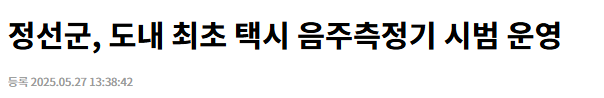 정선군, 도내 최초 택시 음주측정기 시범 운영
등록 2025.05.27 13:38:42